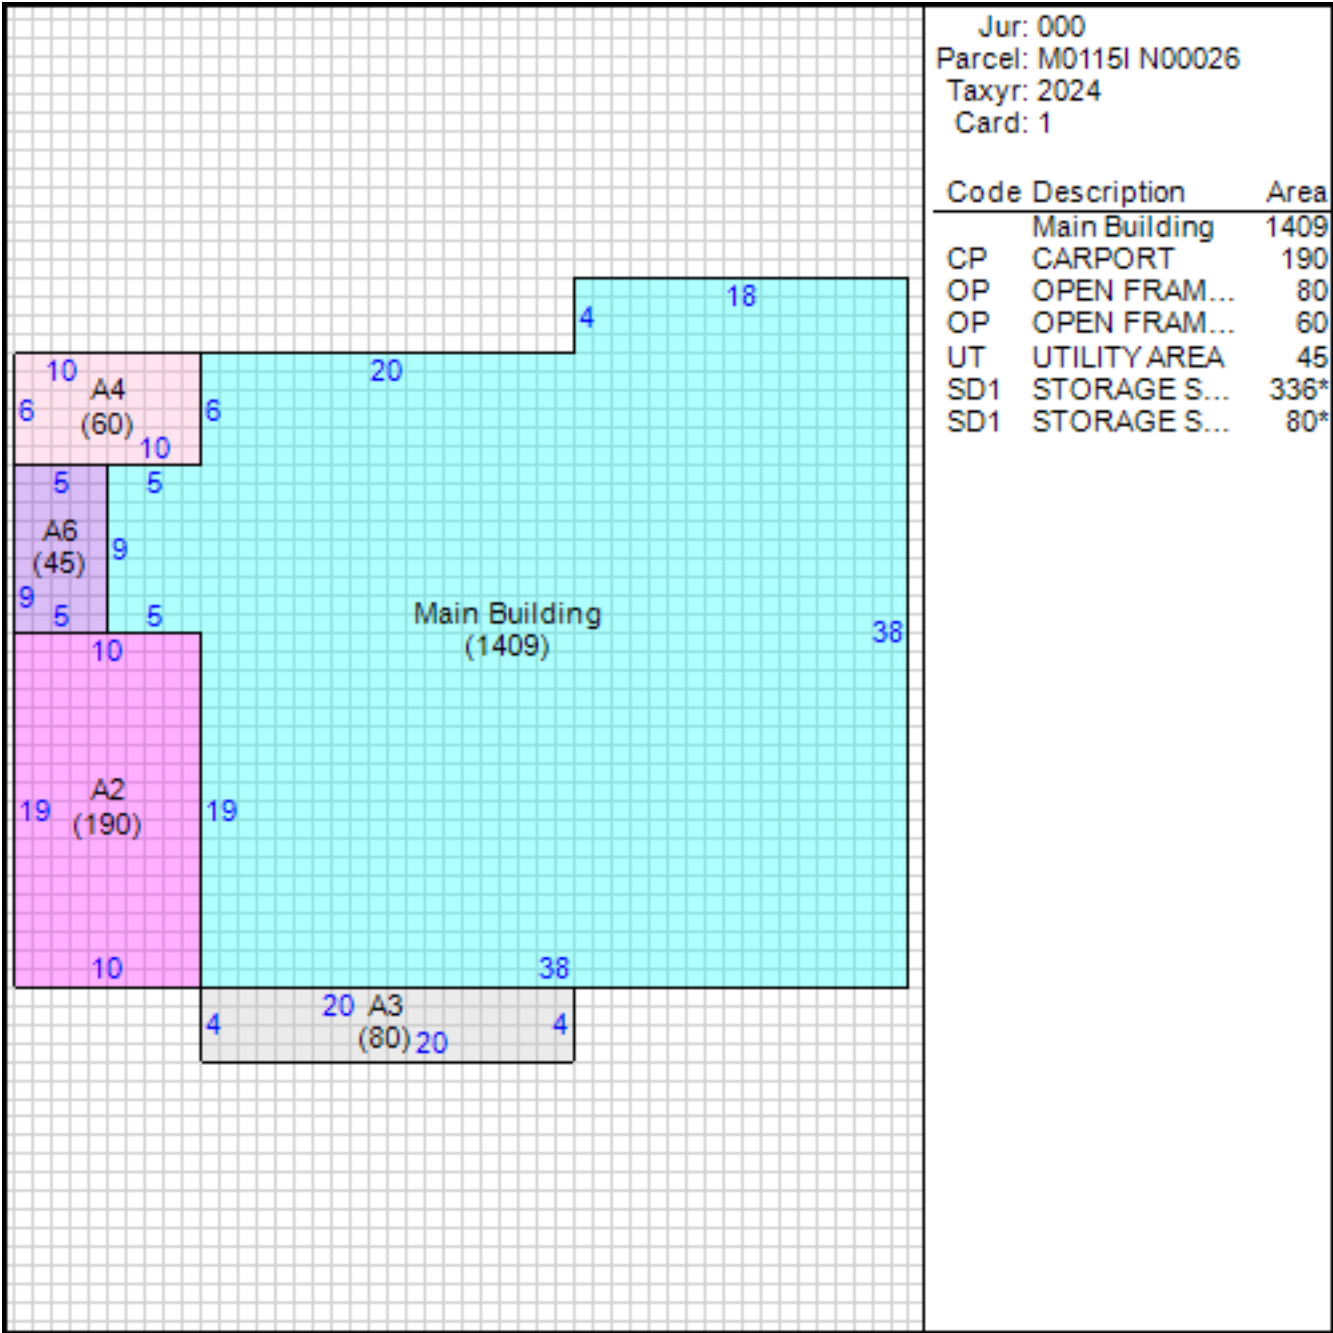 Jur: 000
Parcel: M0115I N00026
Taxyr: 2024
Card: 1
Code Description Area
Main Building 1409
CP CARPORT 190
OP OPEN FRAM... 80
OP OPEN FRAM... 60
UT UTILITY AREA 45
SD1 STORAGE S... 336*
SD1 STORAGE S... 80*
18
4
10
20
A4
6
(60)
6
10
5
5
A6
(45)
9
9
5
5
Main Building
(1409)
38
10
A2
(190)
19
19
10
38
20
A3
(80)
4
4
20